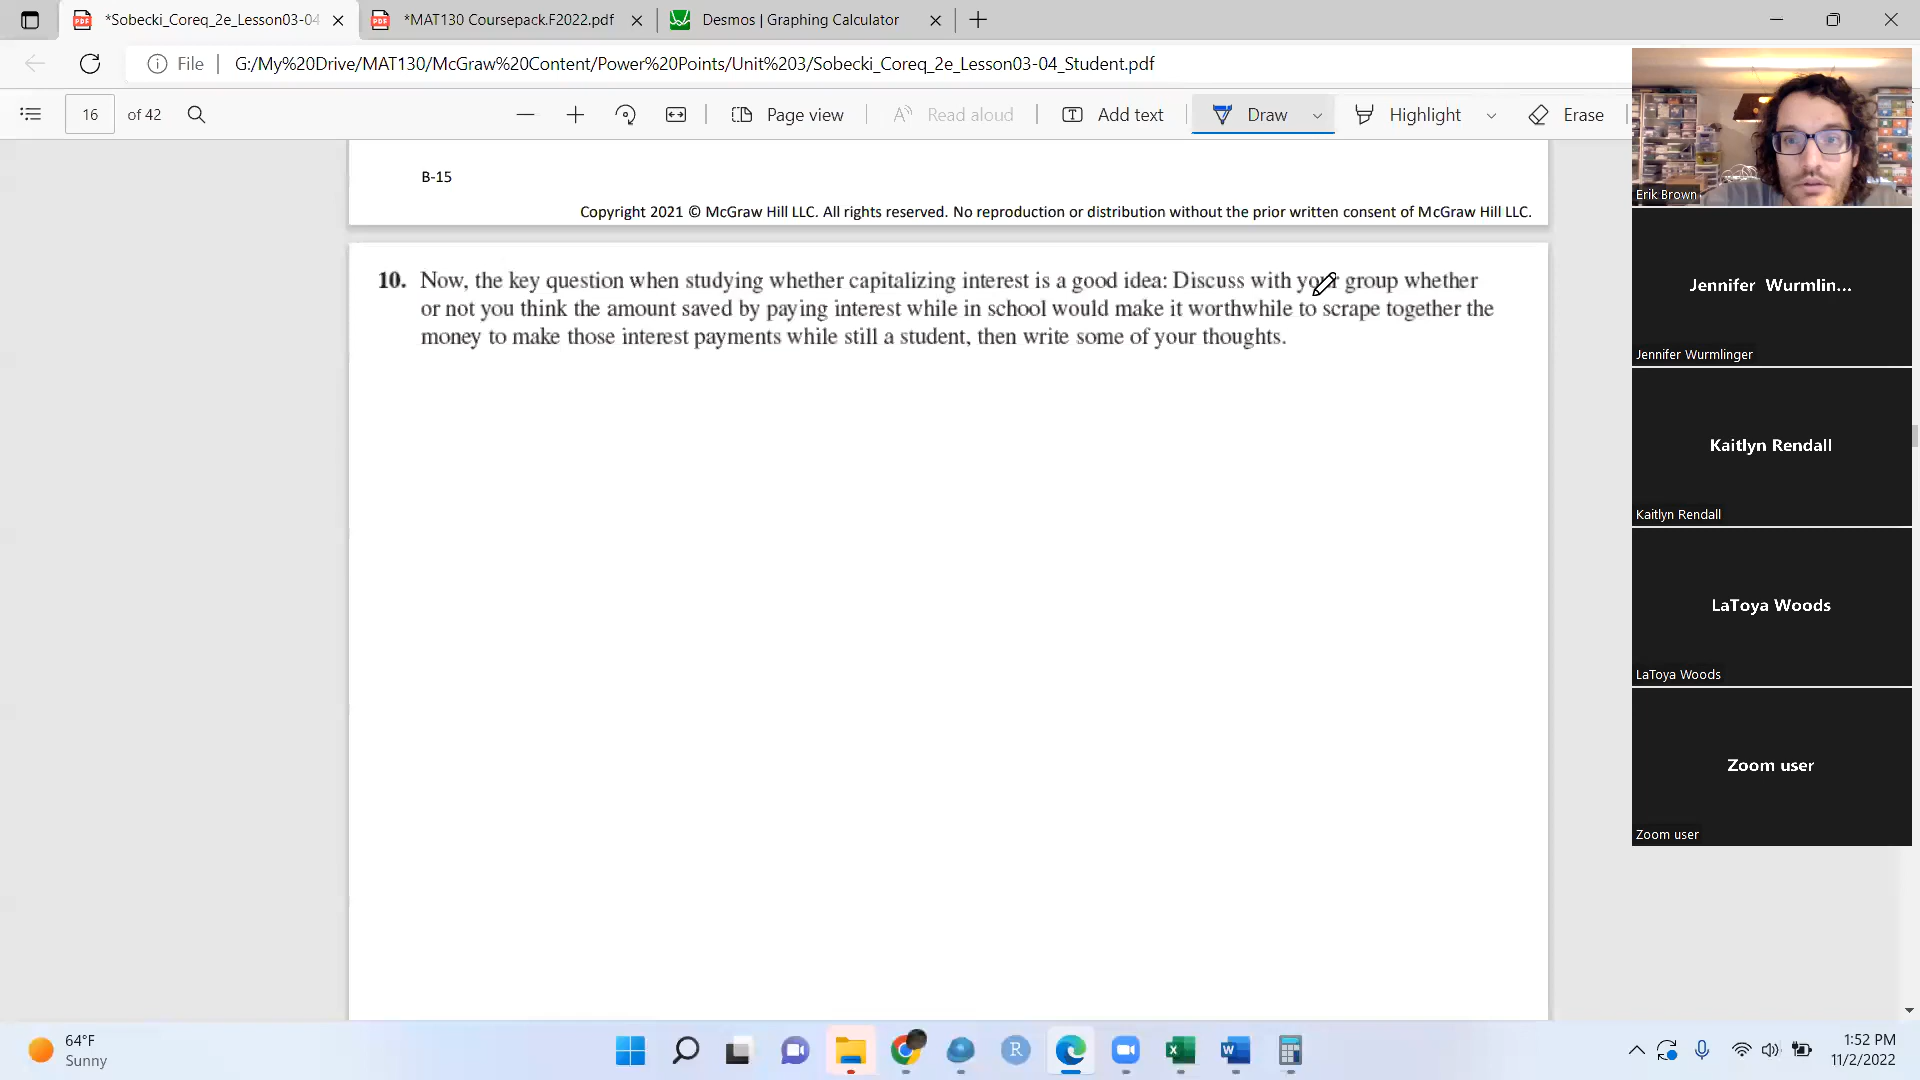 *Sobecki_Coreq_2e_Lesson03-04
*MAT130 Coursepack.F2022.pdf
Desmos | Graphing Calculator
File
G:/My%20Drive/MAT130/McGraw%20Content/Power%20Points/Unit%203/Sobecki_Coreq_2e_Lesson03-04_Student.pdf
16 of 42
Page view
Read aloud
Add text
Draw
Highlight
Erase
B-15
Copyright 2021 © McGraw Hill LLC. All rights reserved. No reproduction or distribution without the prior written consent of McGraw Hill LLC.
10. Now, the key question when studying whether capitalizing interest is a good idea: Discuss with your group whether
or not you think the amount saved by paying interest while in school would make it worthwhile to scrape together the
money to make those interest payments while still a student, then write some of your thoughts.
Erik Brown
Jennifer Wurmlin...
Jennifer Wurmlinger
Kaitlyn Rendall
Kaitlyn Rendall
LaToya Woods
LaToya Woods
Zoom user
Zoom user
64°F
Sunny
1:52 PM
11/2/2022